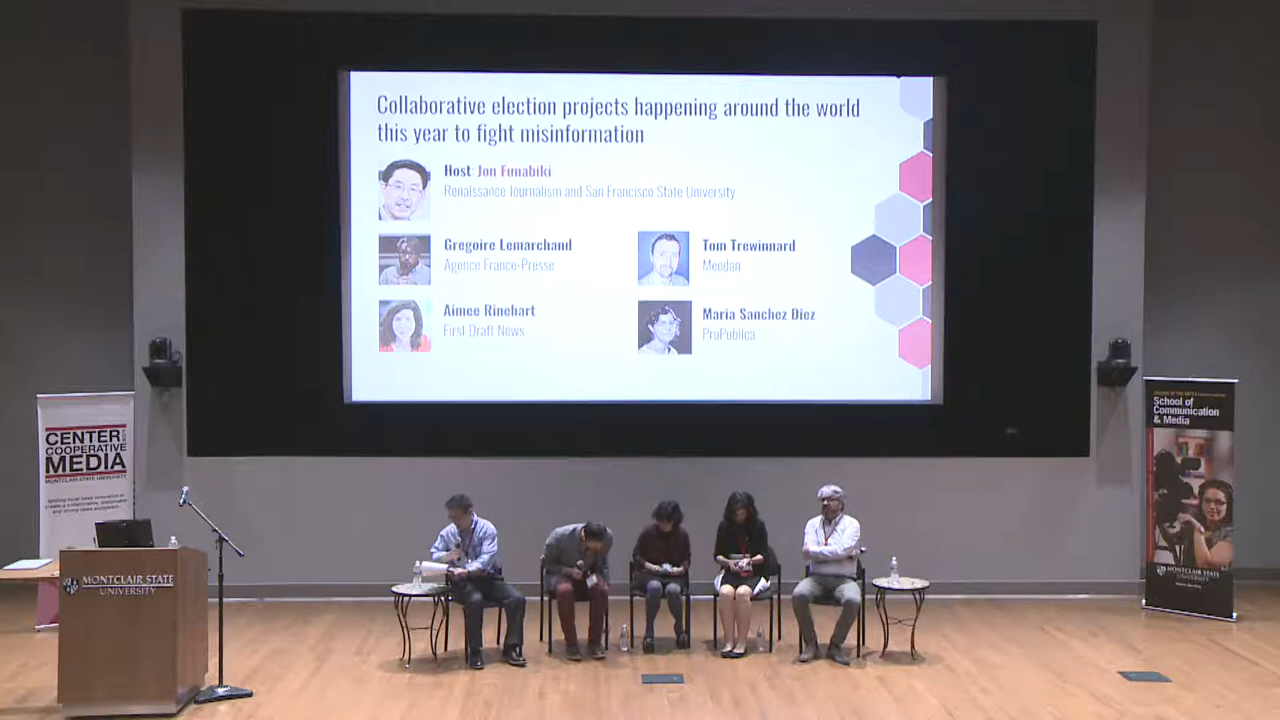 Collaborative election projects happening around the world
this year to fight misinformation
Host Jon Funabiki
Renaissance Journalism and San Francisco State University
Gregoire Lemarchand
Agence France-Presse
Tom Trewinnard
Meedan
Aimee Rinehart
First Draft News
Maria Sanchez Diez
ProPublica
CENTER FOR
COOPERATIVE
MEDIA
MONTCLAIR STATE UNIVERSITY
MONTCLAIR STATE
UNIVERSITY
School of
Communication
& Media
MONTCLAIR STATE
UNIVERSITY